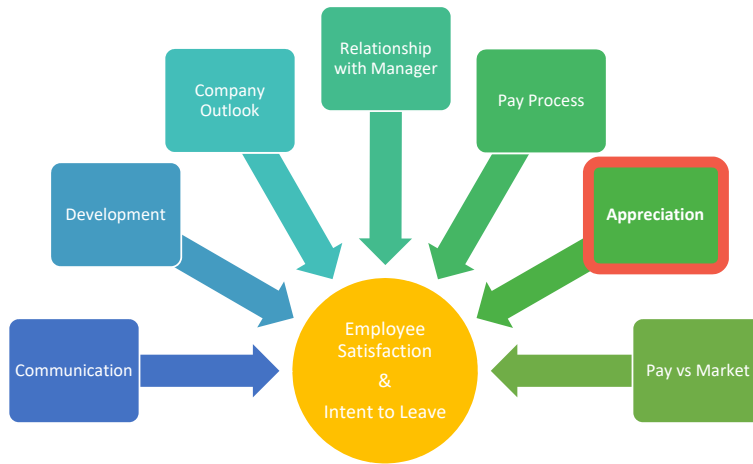 Relationship
with Manager
Company
Outlook
Pay Process
Development
Appreciation
Communication
Employee
Satisfaction
&
Intent to Leave
Pay vs Market